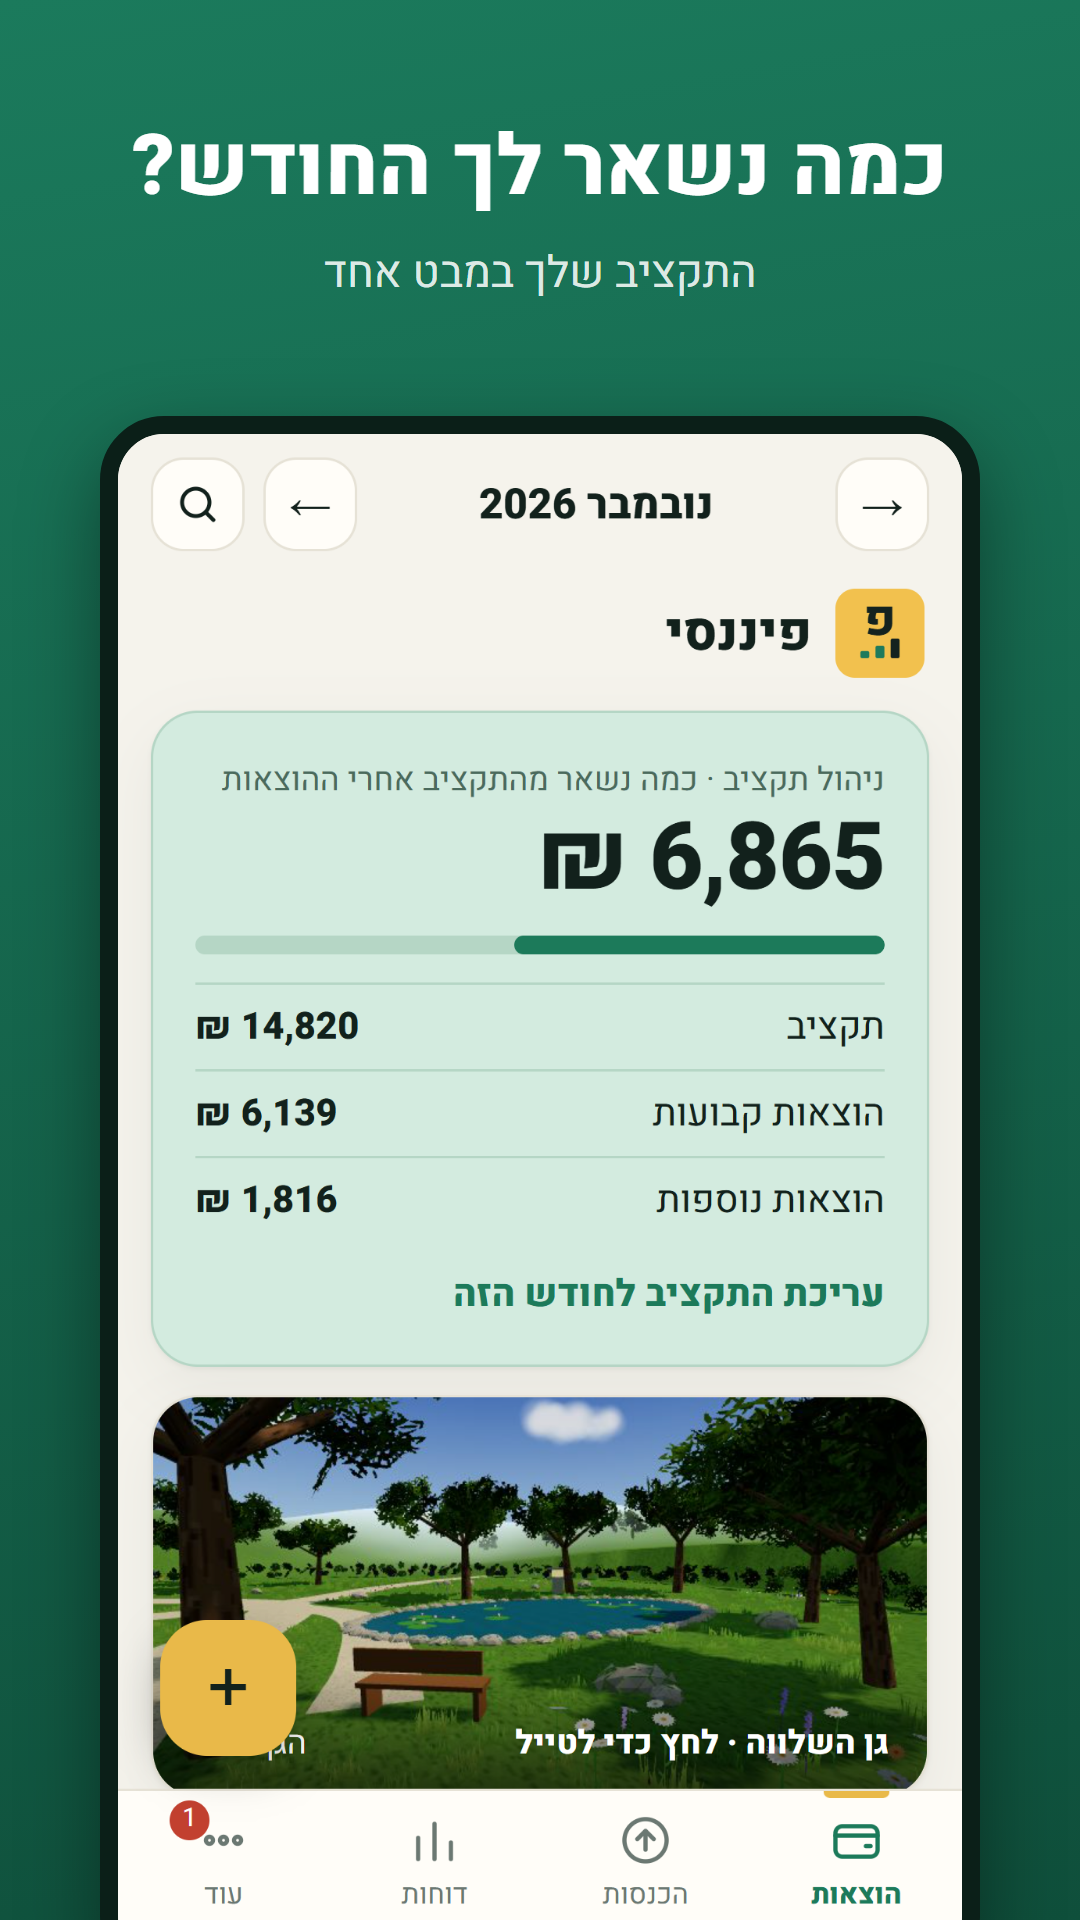 כמה נשאר לך החודש?
התקציב שלך במבט אחד
→ נובמבר 2026 ←
פ
פיננסי
ניהול תקציב · כמה נשאר מהתקציב אחרי ההוצאות
6,865 ₪
תקציב 14,820 ₪
הוצאות קבועות 6,139 ₪
הוצאות נוספות 1,816 ₪
עריכת התקציב לחודש הזה
גן השלווה · לחץ כדי לטייל
+
הוצאות הכנסות דוחות עוד 1